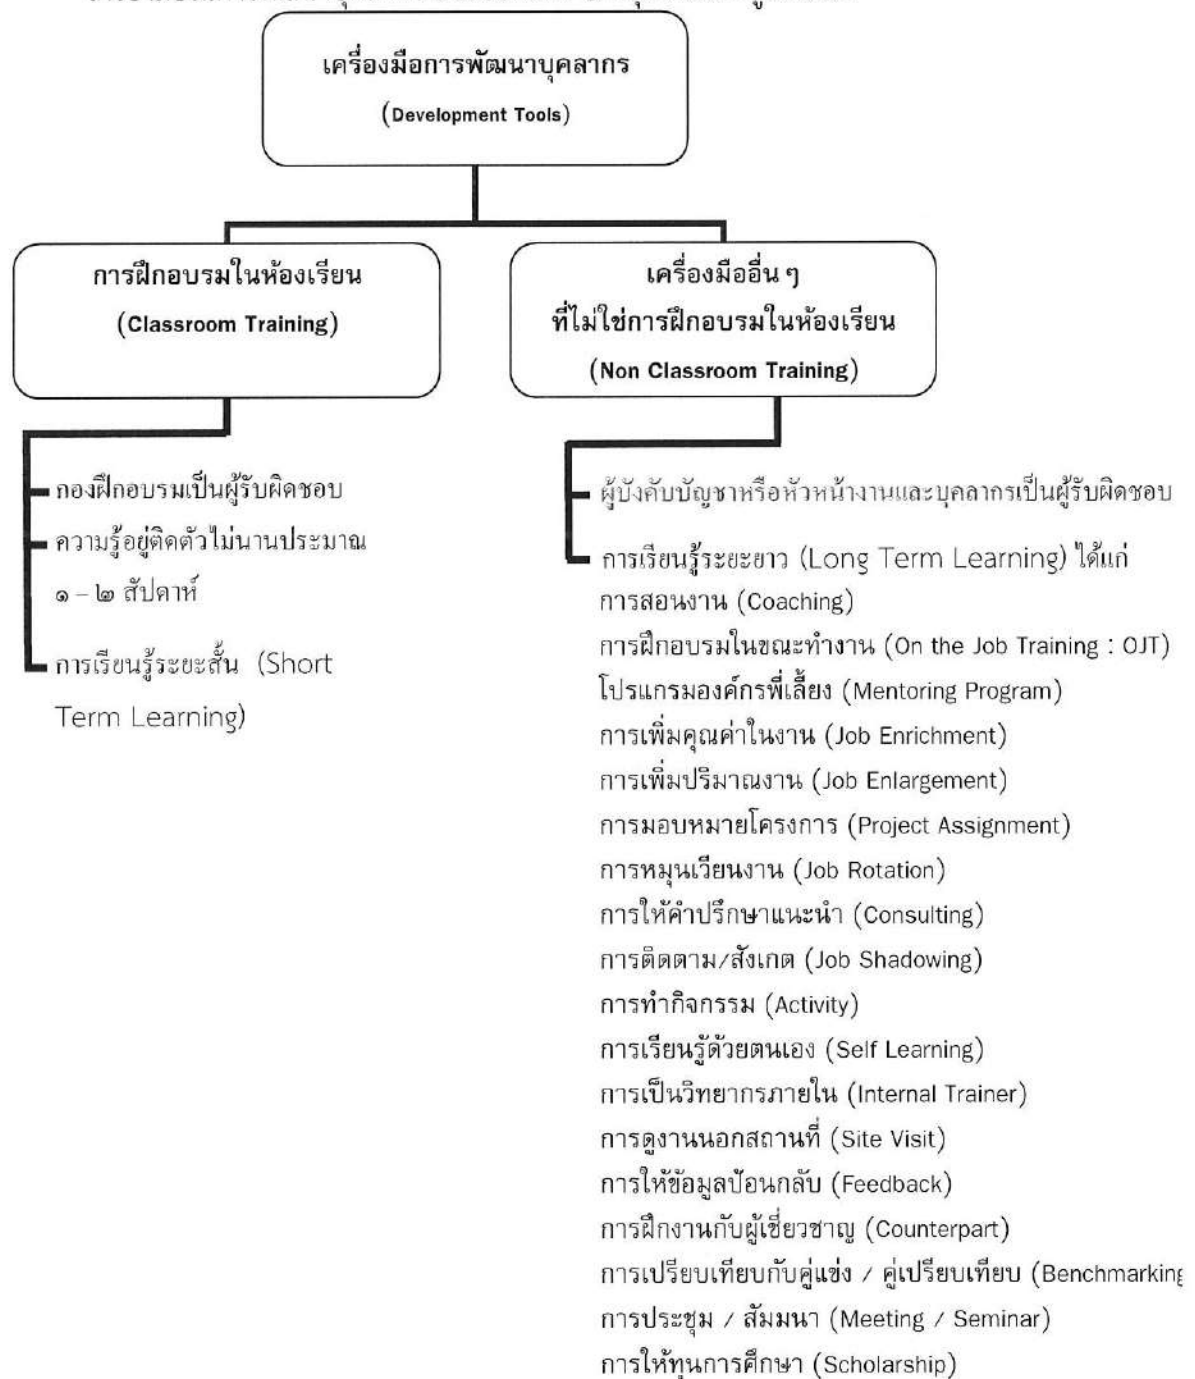 เครื่องมือการพัฒนาบุคลากร
(Development Tools)
การฝึกอบรมในห้องเรียน
(Classroom Training)
เครื่องมืออื่น ๆ
ที่ไม่ใช่การฝึกอบรมในห้องเรียน
(Non Classroom Training)
กองฝึกอบรมเป็นผู้รับผิดชอบ
ความรู้อยู่ติดตัวไม่นานประมาณ
๑ – ๒ สัปดาห์
การเรียนรู้ระยะสั้น (Short
Term Learning)
ผู้บังคับบัญชาหรือหัวหน้างานและบุคลากรเป็นผู้รับผิดชอบ
การเรียนรู้ระยะยาว (Long Term Learning) ได้แก่
การสอนงาน (Coaching)
การฝึกอบรมในขณะทำงาน (On the Job Training : OJT)
โปรแกรมองค์กรพี่เลี้ยง (Mentoring Program)
การเพิ่มคุณค่าในงาน (Job Enrichment)
การเพิ่มปริมาณงาน (Job Enlargement)
การมอบหมายโครงการ (Project Assignment)
การหมุนเวียนงาน (Job Rotation)
การให้คำปรึกษาแนะนำ (Consulting)
การติดตาม/สังเกต (Job Shadowing)
การทำกิจกรรม (Activity)
การเรียนรู้ด้วยตนเอง (Self Learning)
การเป็นวิทยากรภายใน (Internal Trainer)
การดูงานนอกสถานที่ (Site Visit)
การให้ข้อมูลป้อนกลับ (Feedback)
การฝึกงานกับผู้เชี่ยวชาญ (Counterpart)
การเปรียบเทียบกับคู่แข่ง / คู่เปรียบเทียบ (Benchmarking
การประชุม / สัมมนา (Meeting / Seminar)
การให้ทุนการศึกษา (Scholarship)